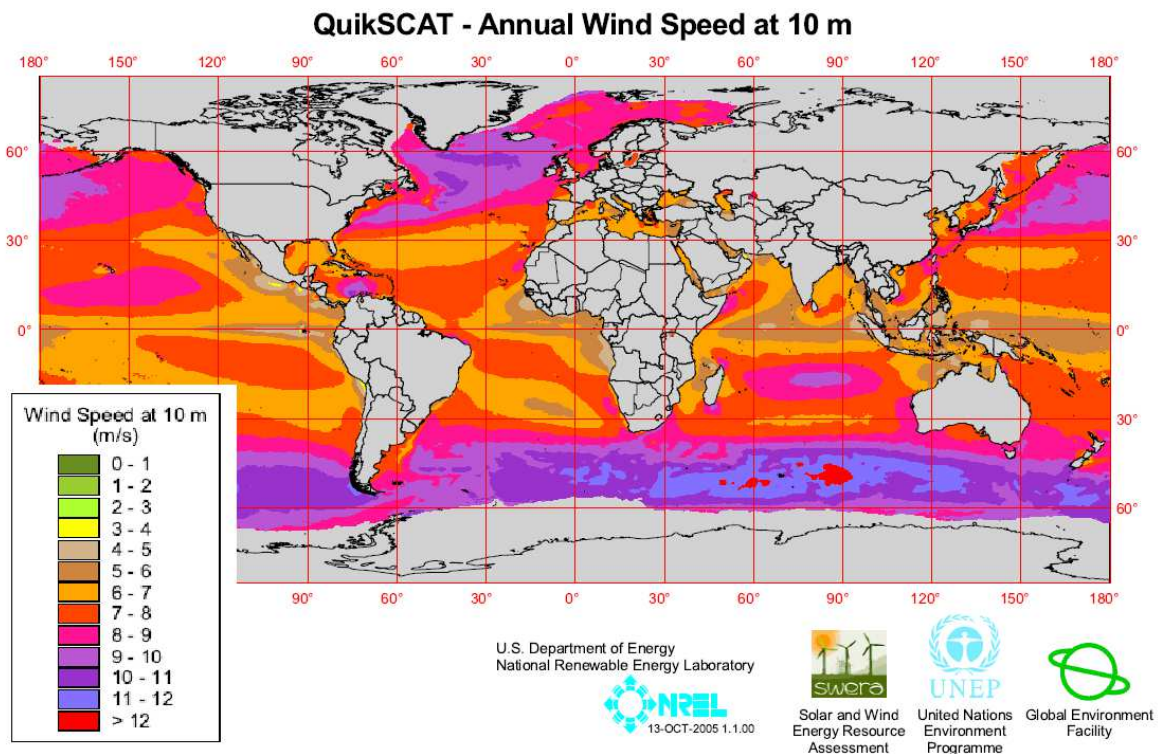 QuikSCAT - Annual Wind Speed at 10 m
180° 150° 120° 90° 60° 30° 0° 30° 60° 90° 120° 150° 180°
60° 60°
30° 30°
0° 0°
30°
60°
90° 60° 30° 0° 30° 60° 90° 120° 150° 180°
Wind Speed at 10 m
(m/s)
0 - 1
1 - 2
2 - 3
3 - 4
4 - 5
5 - 6
6 - 7
7 - 8
8 - 9
9 - 10
10 - 11
11 - 12
> 12
U.S. Department of Energy
National Renewable Energy Laboratory
NREL
13-OCT-2005 1.1.00
swera
Solar and Wind
Energy Resource
Assessment
UNEP
United Nations
Environment
Programme
Global Environment
Facility